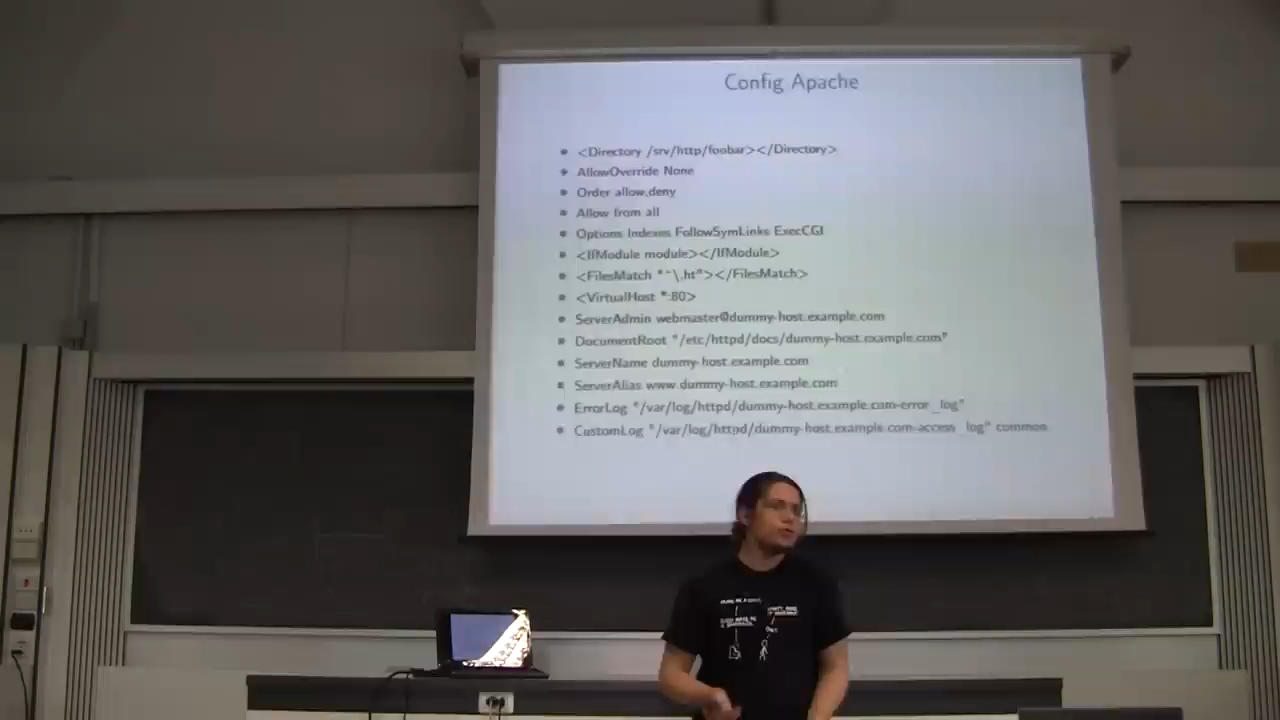 Config Apache
<Directory /srv/http/foobar></Directory>
AllowOverride None
Order allow,deny
Allow from all
Options Indexes FollowSymLinks ExecCGI
<IfModule module></IfModule>
<FilesMatch "^\.ht"></FilesMatch>
<VirtualHost *:80>
ServerAdmin webmaster@dummy-host.example.com
DocumentRoot "/etc/httpd/docs/dummy-host.example.com"
ServerName dummy-host.example.com
ServerAlias www.dummy-host.example.com
ErrorLog "/var/log/httpd/dummy-host.example.com-error_log"
CustomLog "/var/log/httpd/dummy-host.example.com-access_log" common